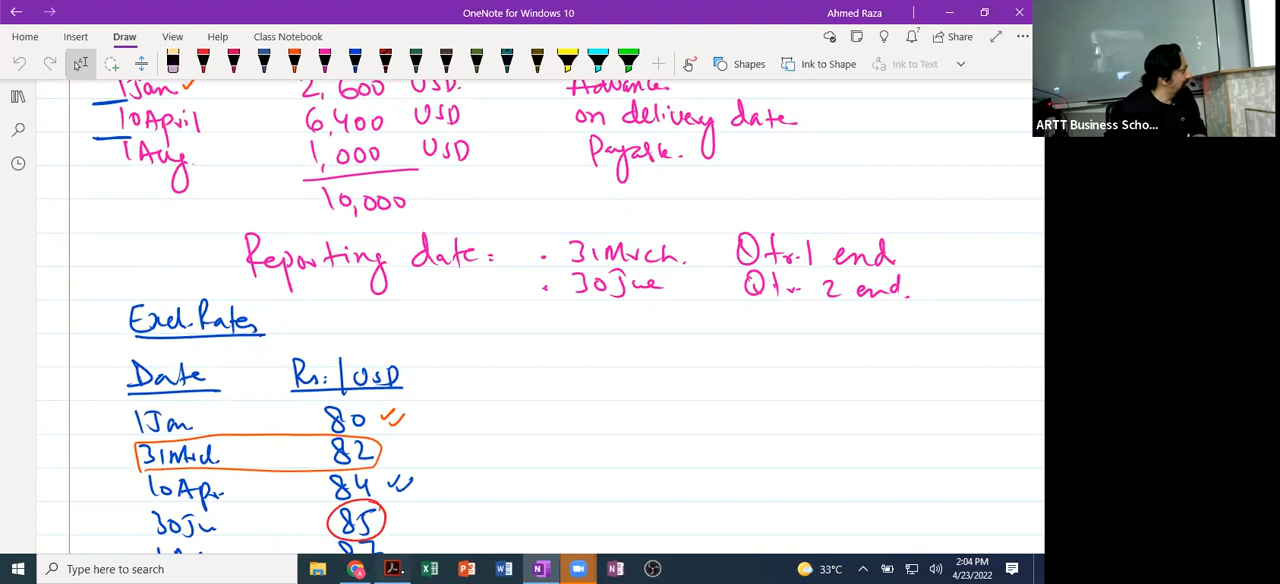 OneNote for Windows 10
Ahmed Raza
Home Insert Draw View Help Class Notebook
Share
Shapes Ink to Shape Ink to Text
ARTT Business Scho...
1Jan 2,600 USD. Advance
10April 6,400 USD on delivery date
1Aug. 1,000 USD Payable.
10,000
Reporting date: . 31Mrch. Qtr.1 end
. 30June Qtr. 2 end.
Exch. Rates
Date Rs:/USD
1Jan 80
31Mrch 82
10Apr. 84
30Ju 85
Type here to search
33°C
2:04 PM
4/23/2022